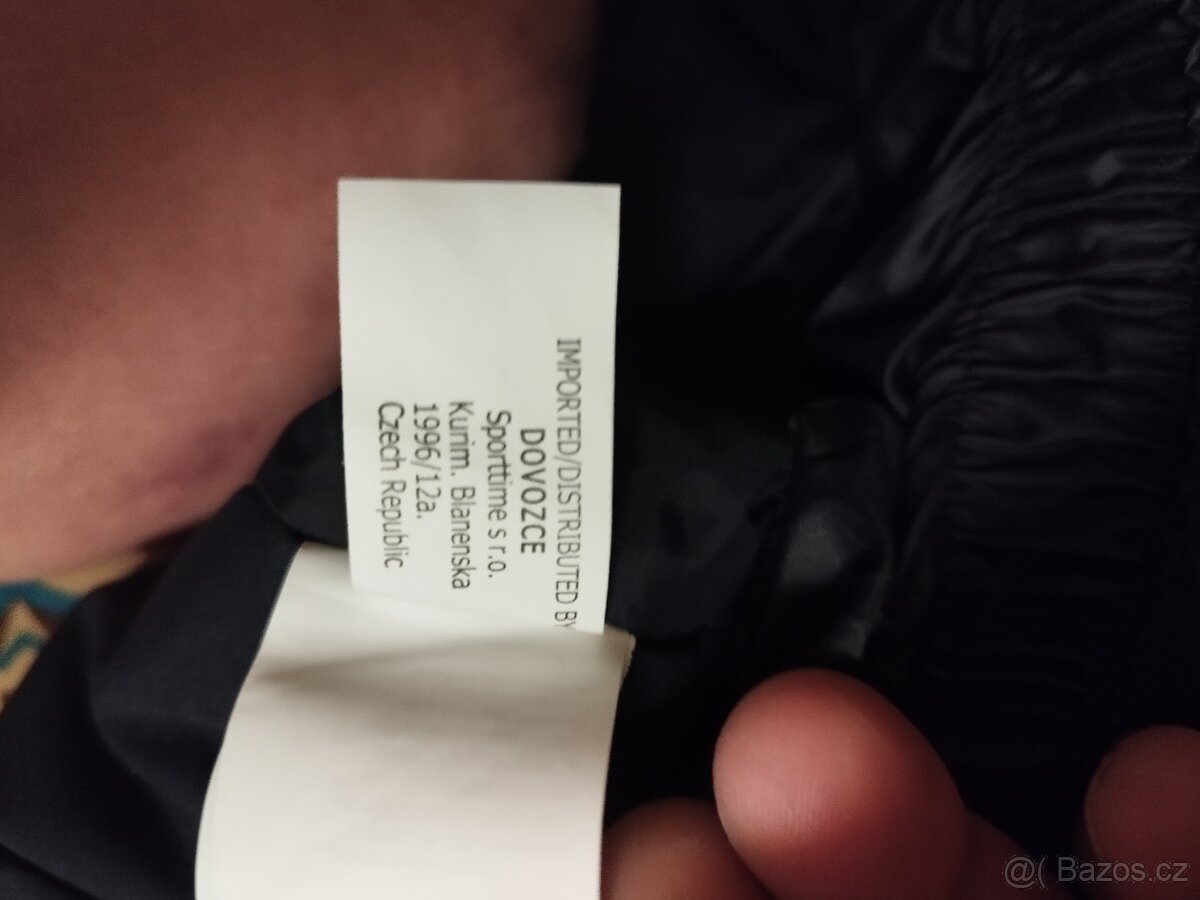 IMPORTED/DISTRIBUTED BY
DOVOZCE
Sporttime s r.o.
Kurim. Blanenska
1996/12a.
Czech Republic
@( Bazos.cz